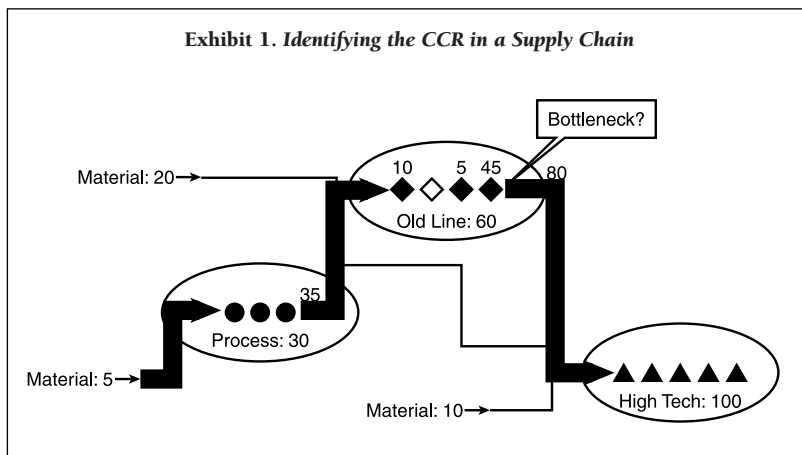 Exhibit 1. Identifying the CCR in a Supply Chain
Bottleneck?
10 5 45 80
Material: 20
Old Line: 60
35
Process: 30
Material: 5
High Tech: 100
Material: 10